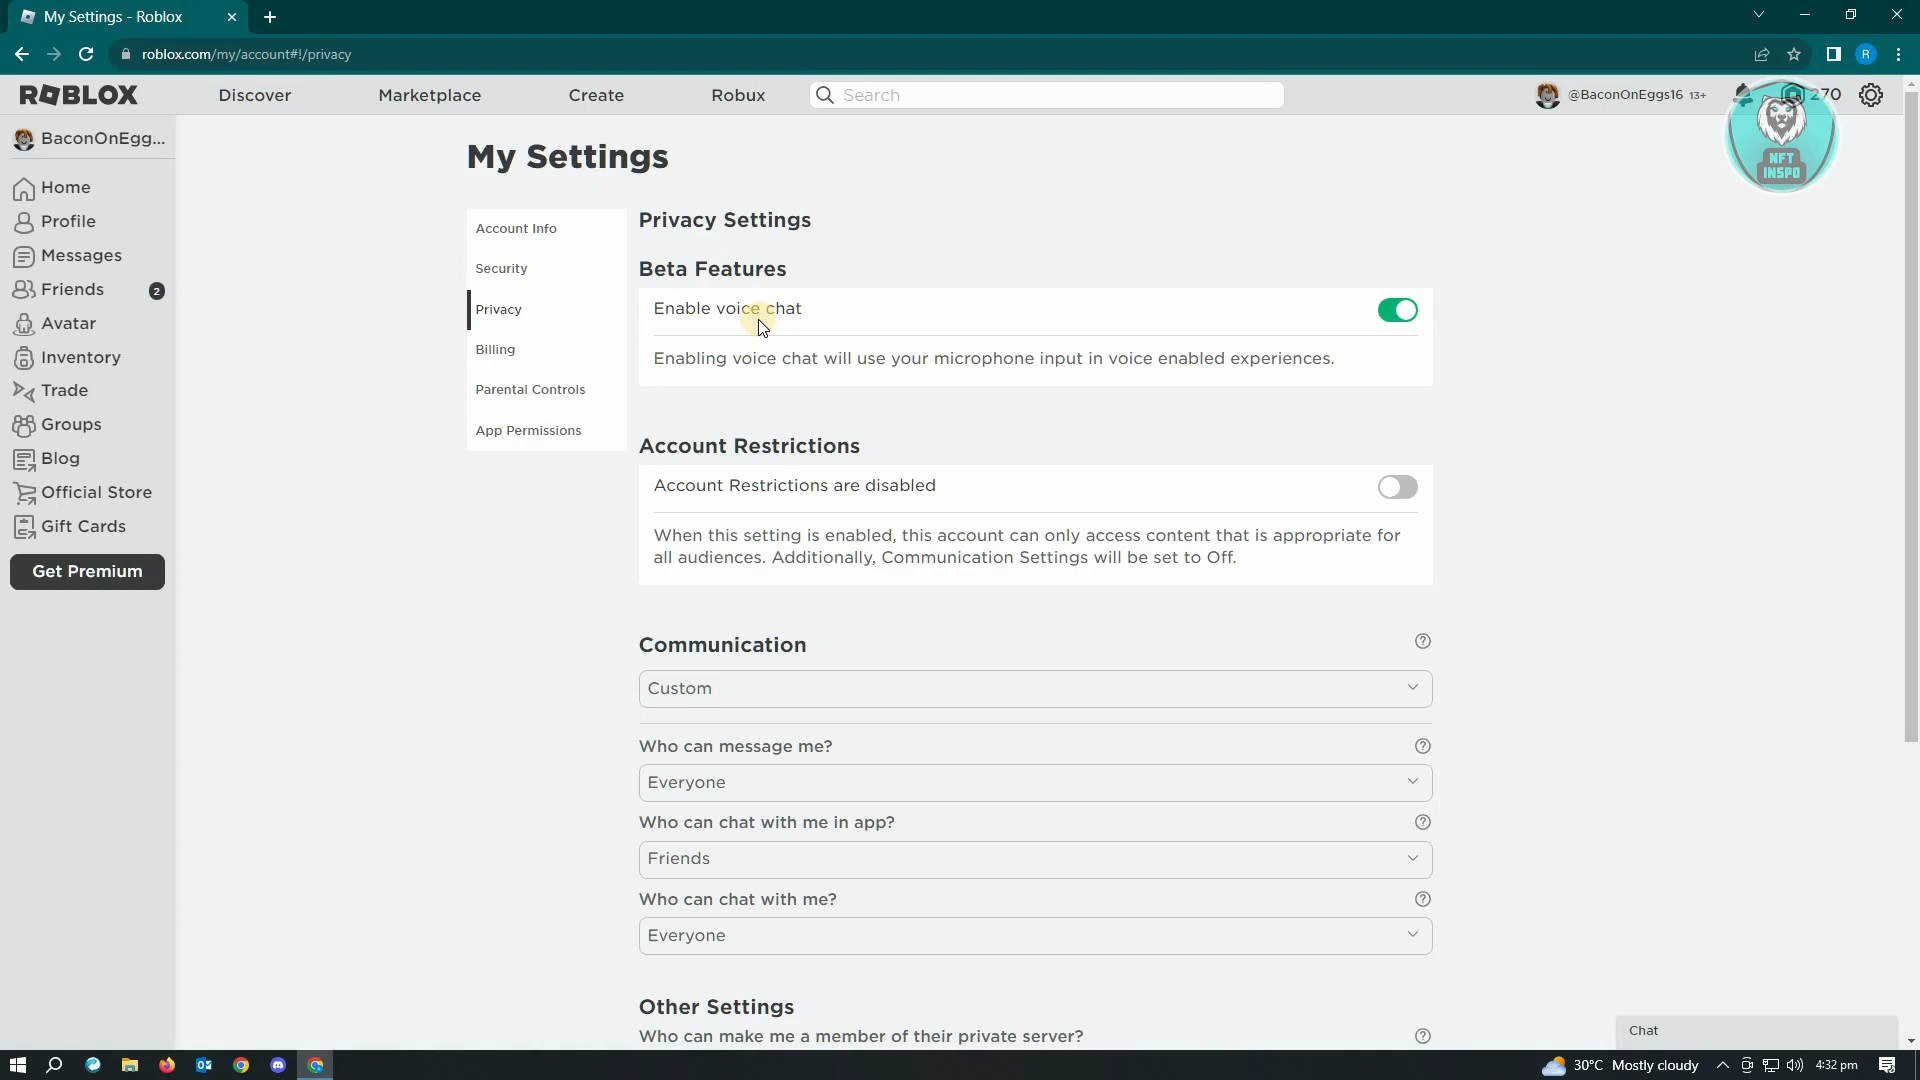 My Settings - Roblox
roblox.com/my/account#!/privacy
ROBLOX
Discover
Marketplace
Create
Robux
Search
@BaconOnEggs16 13+
270
NFT
INSPO
BaconOnEgg...
Home
Profile
Messages
Friends 2
Avatar
Inventory
Trade
Groups
Blog
Official Store
Gift Cards
Get Premium
My Settings
Account Info
Security
Privacy
Billing
Parental Controls
App Permissions
Privacy Settings
Beta Features
Enable voice chat
Enabling voice chat will use your microphone input in voice enabled experiences.
Account Restrictions
Account Restrictions are disabled
When this setting is enabled, this account can only access content that is appropriate for
all audiences. Additionally, Communication Settings will be set to Off.
Communication
Custom
Who can message me?
Everyone
Who can chat with me in app?
Friends
Who can chat with me?
Everyone
Other Settings
Who can make me a member of their private server?
Chat
30°C Mostly cloudy
4:32 pm